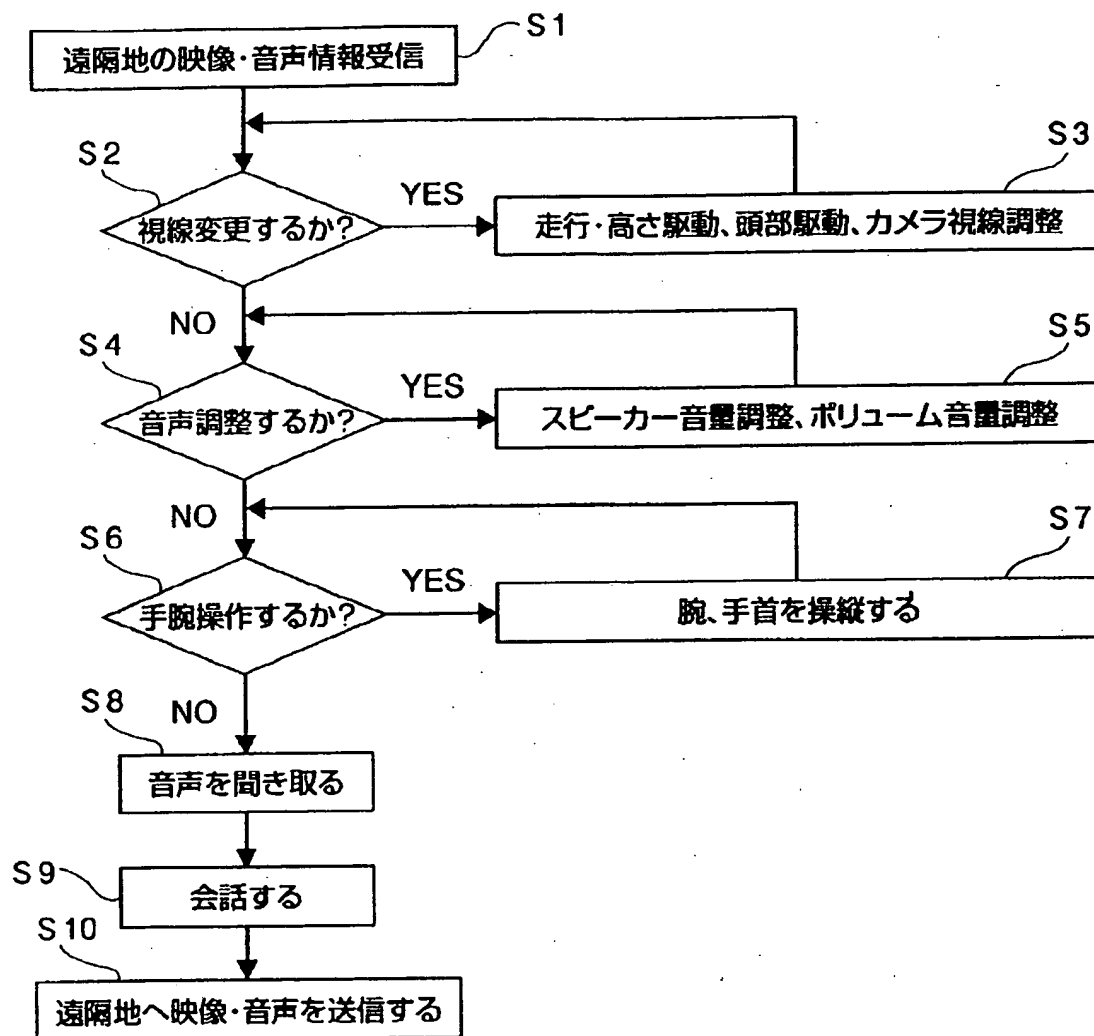 S1
遠隔地の映像・音声情報受信
S2
視線変更するか?
YES
S3
走行・高さ駆動、頭部駆動、カメラ視線調整
NO
S4
音声調整するか?
YES
S5
スピーカー音量調整、ボリューム音量調整
NO
S6
手腕操作するか?
YES
S7
腕、手首を操縦する
NO
S8
音声を聞き取る
S9
会話する
S10
遠隔地へ映像・音声を送信する